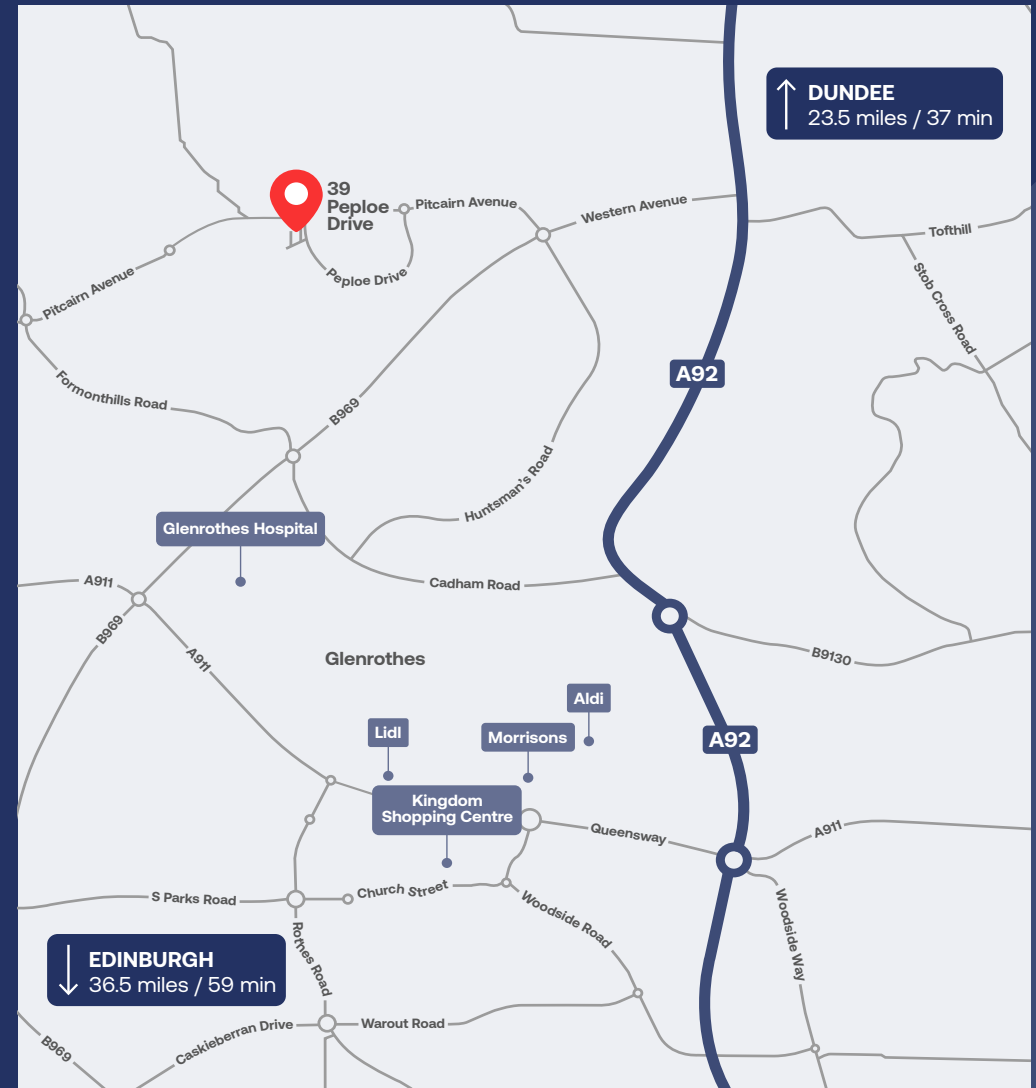 DUNDEE
23.5 miles / 37 min
39
Peploe
Drive
Pitcairn Avenue
Western Avenue
Tofthill
Peploe Drive
Pitcairn Avenue
Stob Cross Road
A92
Formonthills Road
B969
Huntsman's Road
Glenrothes Hospital
A911
Cadham Road
B969
A911
Glenrothes
B9130
Aldi
Lidl
Morrisons
A92
Kingdom
Shopping Centre
Queensway
A911
Church Street
S Parks Road
Woodside Road
Woodside Way
Rothes Road
EDINBURGH
36.5 miles / 59 min
Caskieberran Drive
Warout Road
B969